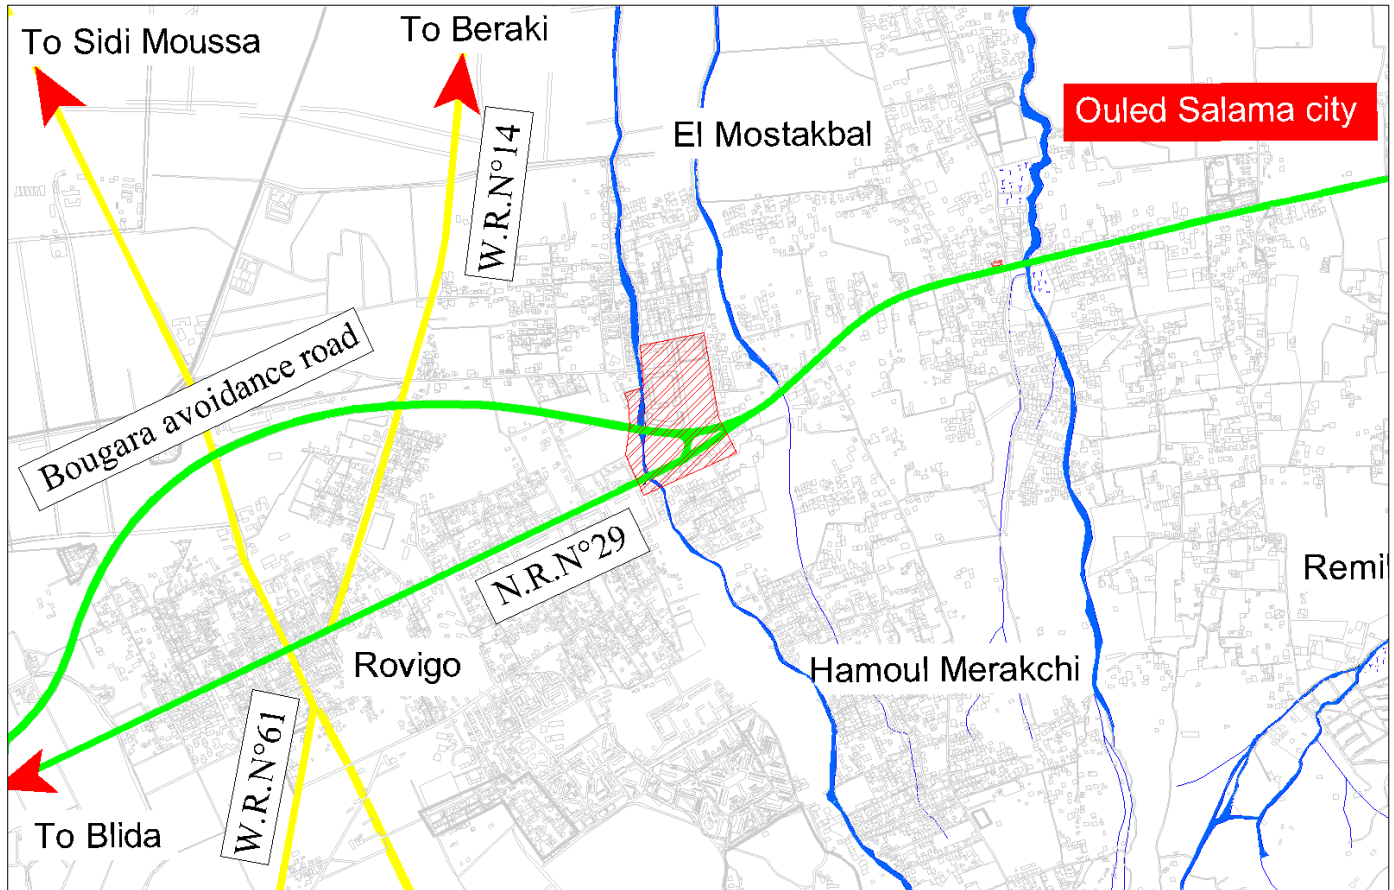 To Sidi Moussa
To Beraki
W.R.N°14
El Mostakbal
Ouled Salama city
Bougara avoidance road
N.R.N°29
Remil
Rovigo
Hamoul Merakchi
W.R.N°61
To Blida